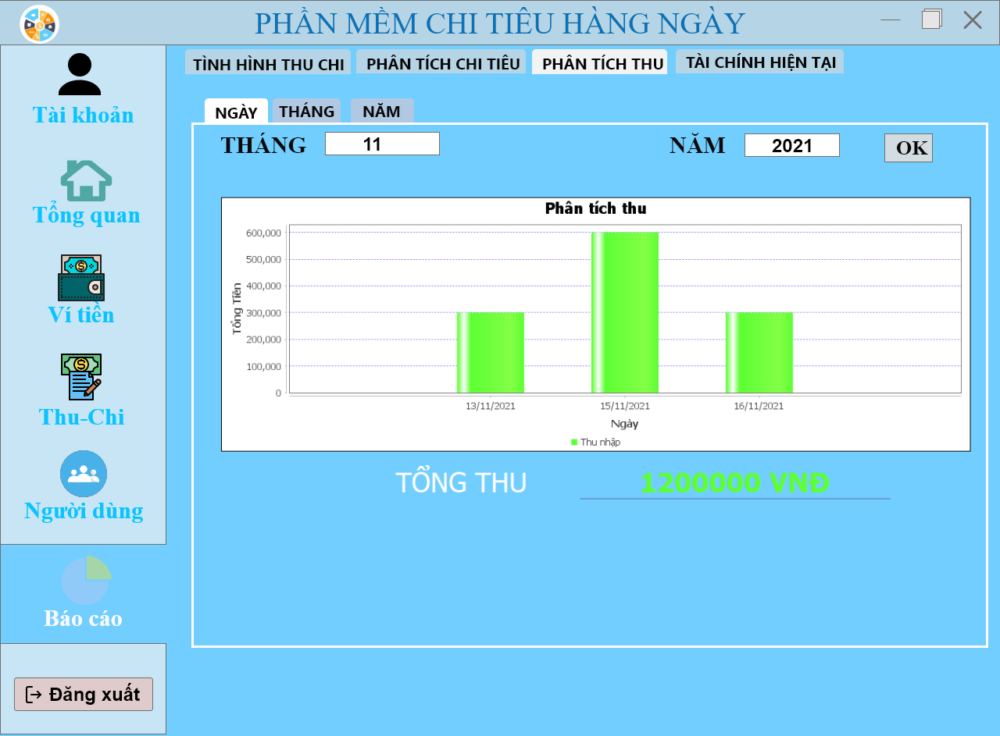 PHẦN MỀM CHI TIÊU HÀNG NGÀY
Tài khoản
Tổng quan
Ví tiền
Thu-Chi
Người dùng
Báo cáo
Đăng xuất
TÌNH HÌNH THU CHI PHÂN TÍCH CHI TIÊU PHÂN TÍCH THU TÀI CHÍNH HIỆN TẠI
NGÀY THÁNG NĂM
THÁNG 11 NĂM 2021 OK
Phân tích thu
600,000
500,000
400,000
300,000
200,000
100,000
0
Tổng Tiền
13/11/2021 15/11/2021 16/11/2021
Ngày
Thu nhập
TỔNG THU 1200000 VNĐ